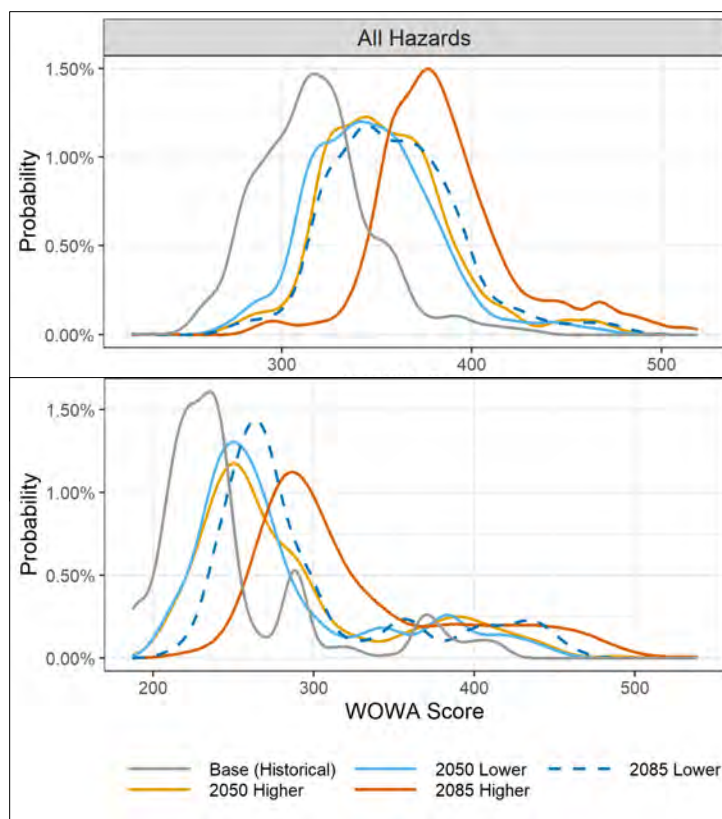 All Hazards
Probability
1.50%
1.00%
0.50%
0.00%
300
400
500
Probability
1.50%
1.00%
0.50%
0.00%
200
300
400
500
WOWA Score
Base (Historical) 2050 Lower 2085 Lower
2050 Higher 2085 Higher